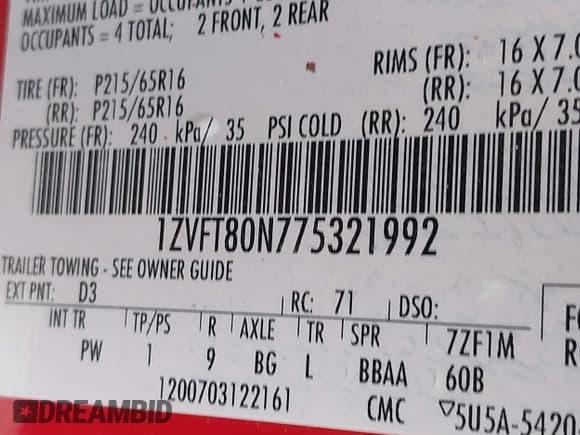 MAXIMUM LOAD = OCCUPANTS
OCCUPANTS = 4 TOTAL; 2 FRONT, 2 REAR
TIRE (FR): P215/65R16 RIMS (FR): 16 X 7.0
(RR): P215/65R16 (RR): 16 X 7.0
PRESSURE (FR): 240 kPa/ 35 PSI COLD (RR): 240 kPa/ 35
1ZVFT80N775321992
TRAILER TOWING - SEE OWNER GUIDE
EXT PNT: D3 RC: 71 DSO:
INT TR TP/PS R AXLE TR SPR 7ZF1M
PW 1 9 BG L BBAA 60B
1200703122161 CMC ▽5U5A-5420
DREAMBID